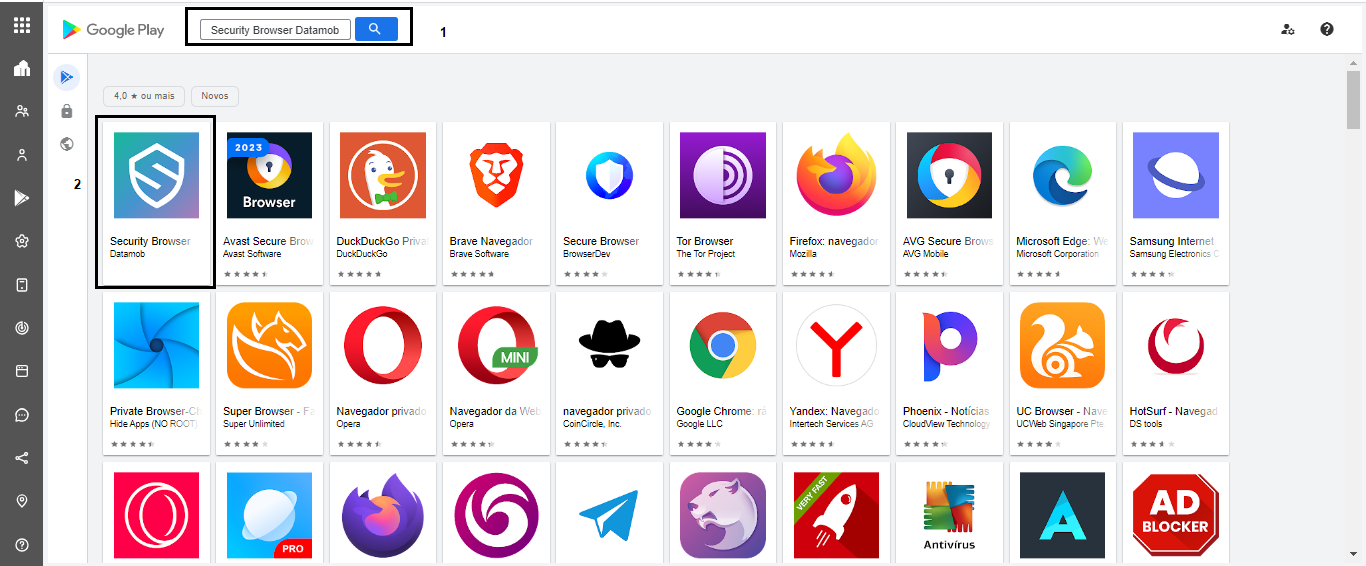 Google Play
Security Browser Datamob
1
4,0 ★ ou mais
Novos
2
2023
Browser
Security Browser
Datamob
Avast Secure Brow
Avast Software
DuckDuckGo Priva
DuckDuckGo
Brave Navegador
Brave Software
Secure Browser
BrowserDev
Tor Browser
The Tor Project
Firefox: navegador
Mozilla
AVG Secure Brows
AVG Mobile
Microsoft Edge: We
Microsoft Corporation
Samsung Internet
Samsung Electronics C
MINI
Private Browser-Ch
Hide Apps (NO ROOT)
Super Browser - Fa
Super Unlimited
Navegador privado
Opera
Navegador da Web
Opera
navegador privado
CoinCircle, Inc.
Google Chrome: rá
Google LLC
Yandex: Navegado
Intertech Services AG
Phoenix - Notícias
CloudView Technology
UC Browser - Nave
UCWeb Singapore Pte
HotSurf - Navegad
DS tools
PRO
VERY FAST
Antivírus
AD
BLOCKER